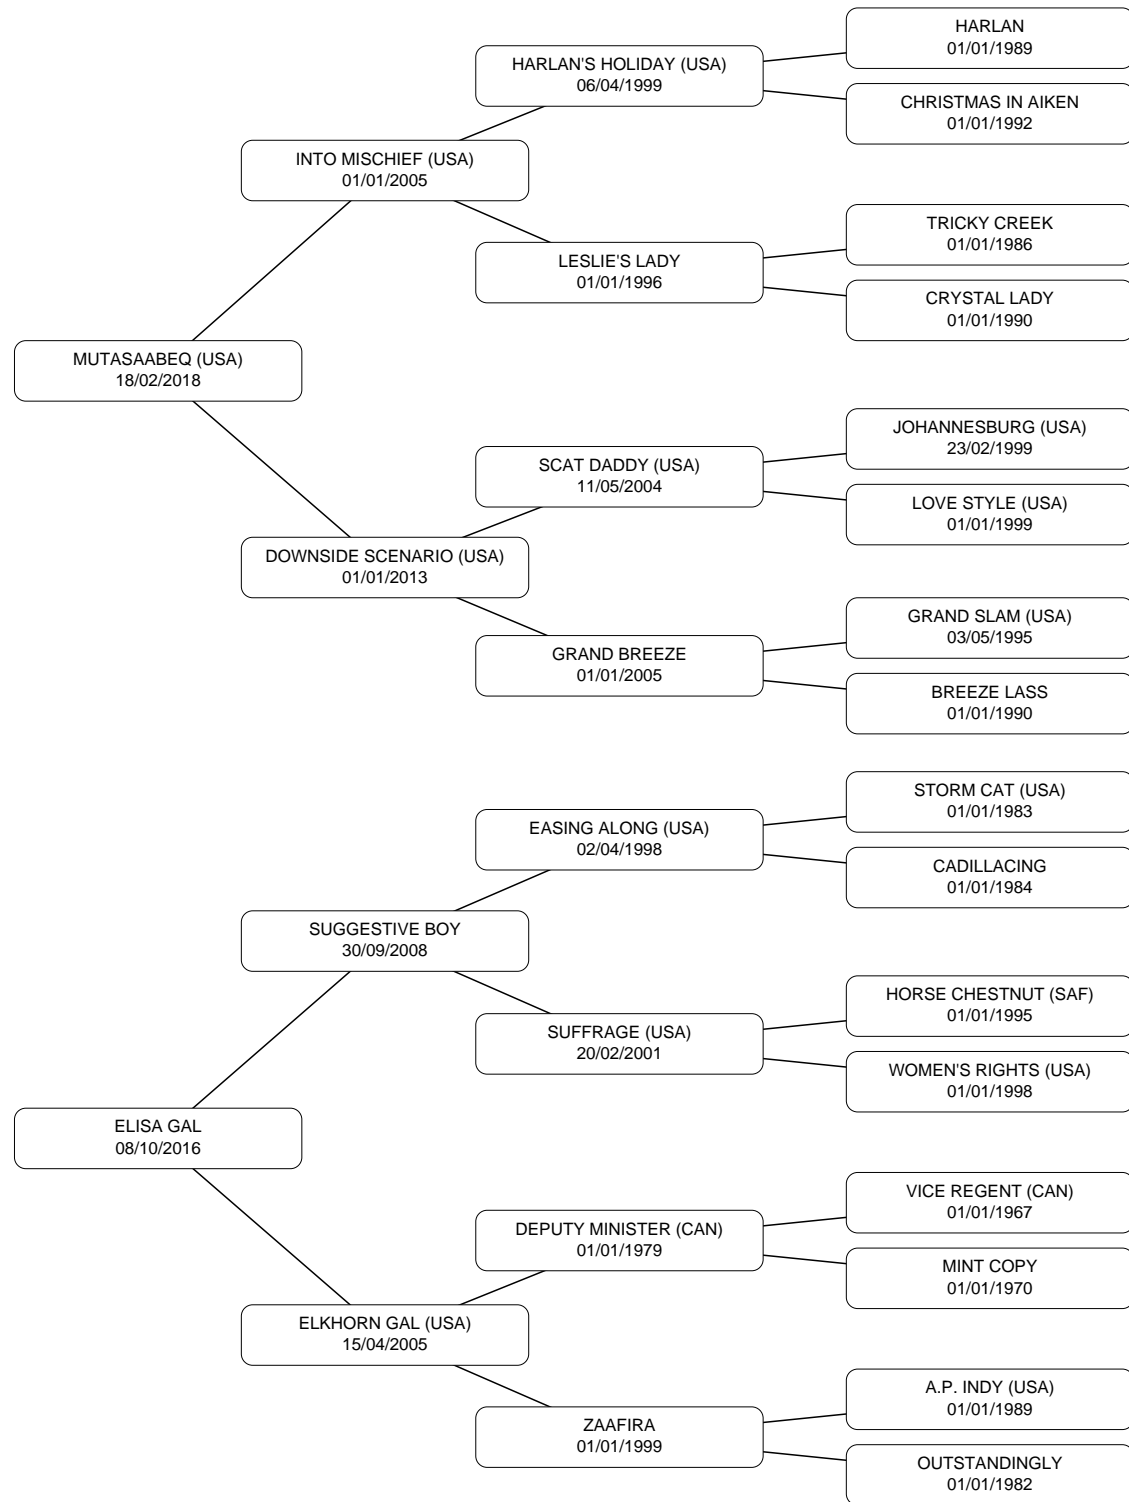 HARLAN
01/01/1989
HARLAN'S HOLIDAY (USA)
06/04/1999
CHRISTMAS IN AIKEN
01/01/1992
INTO MISCHIEF (USA)
01/01/2005
TRICKY CREEK
01/01/1986
LESLIE'S LADY
01/01/1996
CRYSTAL LADY
01/01/1990
MUTASAABEQ (USA)
18/02/2018
JOHANNESBURG (USA)
23/02/1999
SCAT DADDY (USA)
11/05/2004
LOVE STYLE (USA)
01/01/1999
DOWNSIDE SCENARIO (USA)
01/01/2013
GRAND SLAM (USA)
03/05/1995
GRAND BREEZE
01/01/2005
BREEZE LASS
01/01/1990
STORM CAT (USA)
01/01/1983
EASING ALONG (USA)
02/04/1998
CADILLACING
01/01/1984
SUGGESTIVE BOY
30/09/2008
HORSE CHESTNUT (SAF)
01/01/1995
SUFFRAGE (USA)
20/02/2001
WOMEN'S RIGHTS (USA)
01/01/1998
ELISA GAL
08/10/2016
VICE REGENT (CAN)
01/01/1967
DEPUTY MINISTER (CAN)
01/01/1979
MINT COPY
01/01/1970
ELKHORN GAL (USA)
15/04/2005
A.P. INDY (USA)
01/01/1989
ZAAFIRA
01/01/1999
OUTSTANDINGLY
01/01/1982